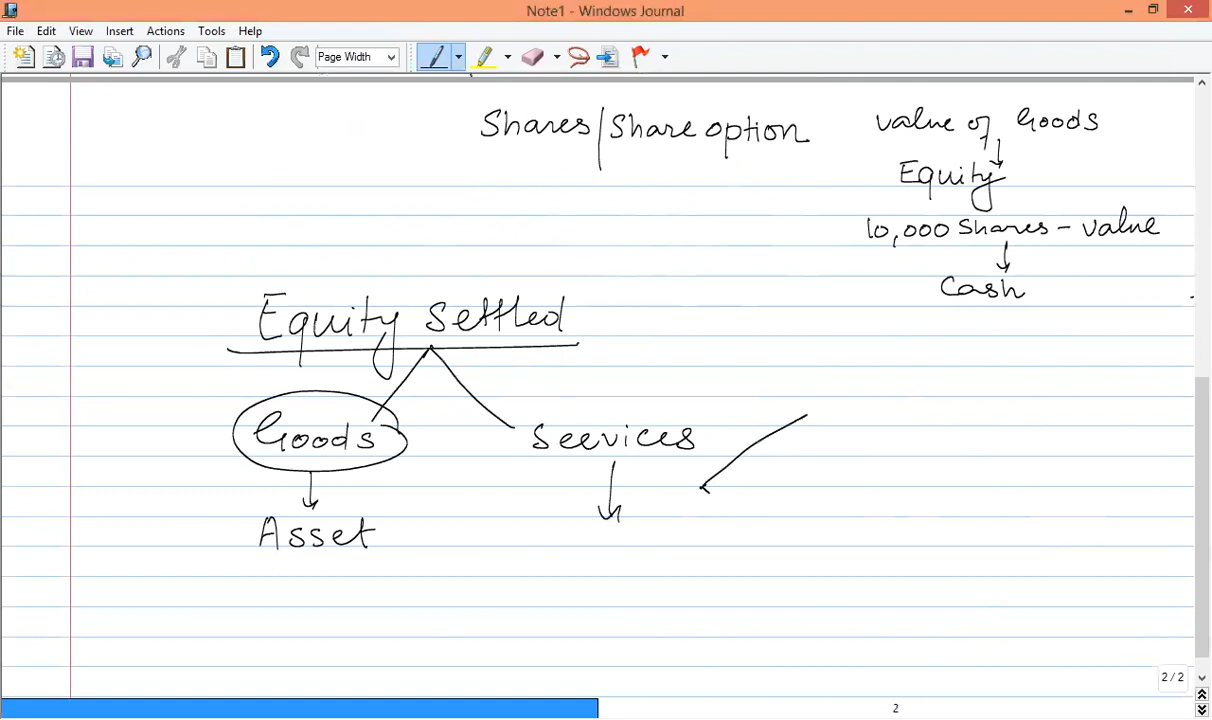 Note1 - Windows Journal
File Edit View Insert Actions Tools Help
Page Width
Shares/Share option
value of Goods
Equity
10,000 Shares - value
Cash
Equity Settled
Goods
Seevices
Asset
2 / 2
2